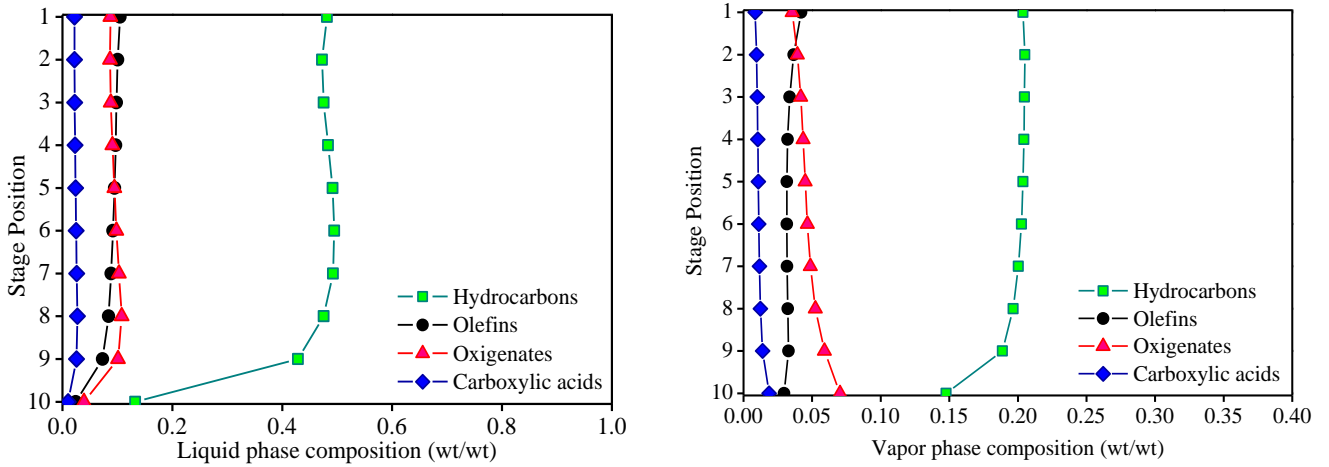 1
2
3
4
5
6
7
8
9
10
Stage Position
Hydrocarbons
Olefins
Oxigenates
Carboxylic acids
0.0 0.2 0.4 0.6 0.8 1.0
Liquid phase composition (wt/wt)
1
2
3
4
5
6
7
8
9
10
Stage Position
Hydrocarbons
Olefins
Oxigenates
Carboxylic acids
0.00 0.05 0.10 0.15 0.20 0.25 0.30 0.35 0.40
Vapor phase composition (wt/wt)